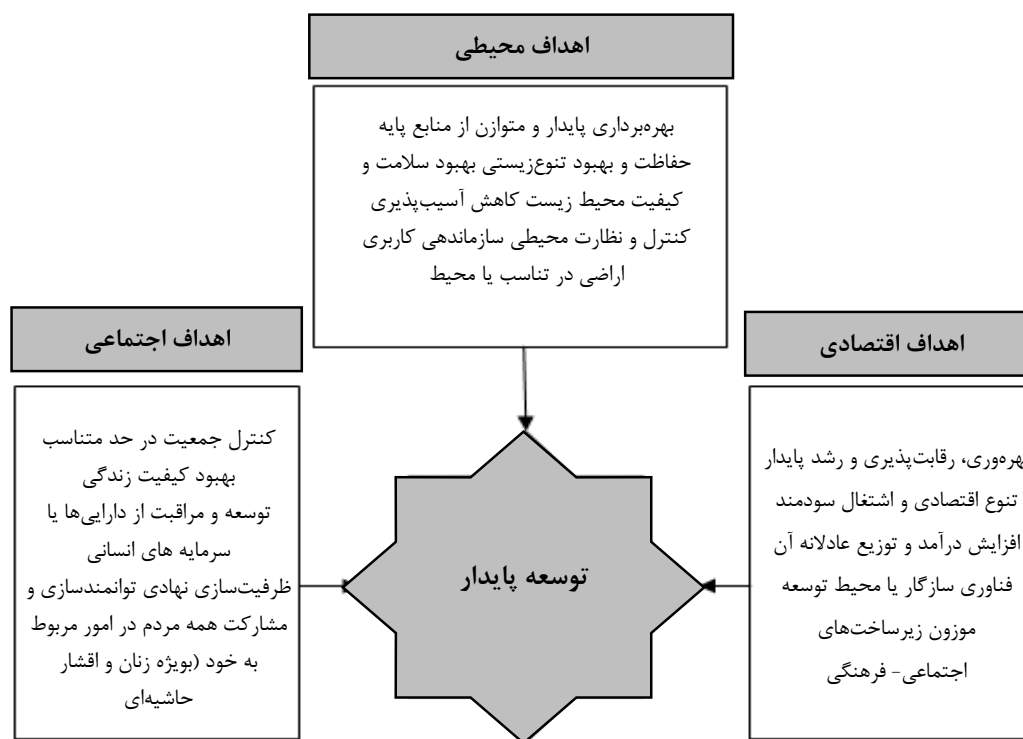 اهداف محیطی
بهره‌برداری پایدار و متوازن از منابع پایه
حفاظت و بهبود تنوع‌زیستی بهبود سلامت و
کیفیت محیط زیست کاهش آسیب‌پذیری
کنترل و نظارت محیطی سازماندهی کاربری
اراضی در تناسب یا محیط
اهداف اقتصادی
هره‌وری، رقابت‌پذیری و رشد پایدار
تنوع اقتصادی و اشتغال سودمند
افزایش درآمد و توزیع عادلانه آن
فناوری سازگار یا محیط توسعه
موزون زیرساخت‌های
اجتماعی- فرهنگی
توسعه پایدار
اهداف اجتماعی
کنترل جمعیت در حد متناسب
بهبود کیفیت زندگی
توسعه و مراقبت از دارایی‌ها یا
سرمایه های انسانی
ظرفیت‌سازی نهادی توانمندسازی و
مشارکت همه مردم در امور مربوط
به خود (بویژه زنان و اقشار
حاشیه‌ای